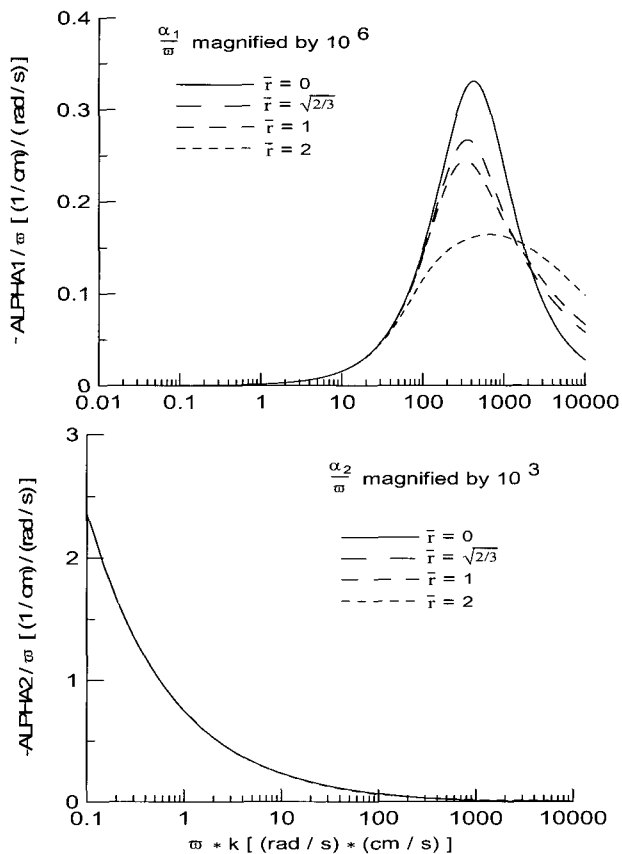 0.4
0.3
0.2
0.1
0
-ALPHA1/ϖ [(1/cm)/(rad/s)]
α1/ϖ magnified by 10^6
r̄ = 0
r̄ = √2/3
r̄ = 1
r̄ = 2
0.01 0.1 1 10 100 1000 10000
3
2
1
0
-ALPHA2/ϖ [(1/cm)/(rad/s)]
α2/ϖ magnified by 10^3
r̄ = 0
r̄ = √2/3
r̄ = 1
r̄ = 2
0.1 1 10 100 1000 10000
ϖ * k [(rad/s)*(cm/s)]